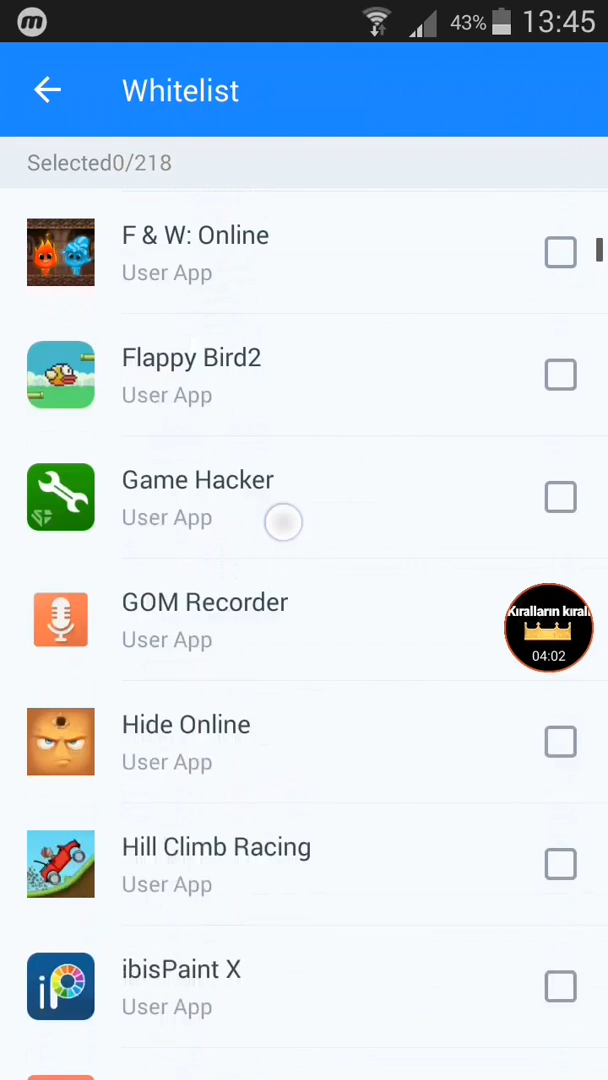 43% 13:45
Whitelist
Selected0/218
F & W: Online
User App
Flappy Bird2
User App
Game Hacker
User App
GOM Recorder
User App
Kıralların kıralı
04:02
Hide Online
User App
Hill Climb Racing
User App
ibisPaint X
User App